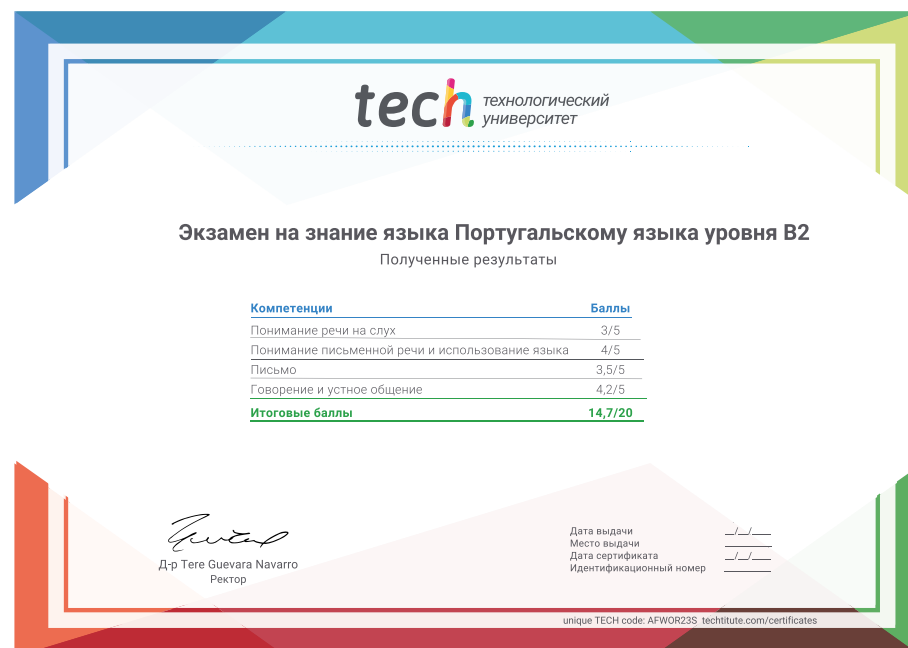 tech технологический
университет
Экзамен на знание языка Португальскому языка уровня B2
Полученные результаты
Компетенции Баллы
Понимание речи на слух 3/5
Понимание письменной речи и использование языка 4/5
Письмо 3,5/5
Говорение и устное общение 4,2/5
Итоговые баллы 14,7/20
Д-р Tere Guevara Navarro
Ректор
Дата выдачи __/__/____
Место выдачи ________
Дата сертификата __/__/____
Идентификационный номер ________
unique TECH code: AFWOR23S techtitute.com/certificates